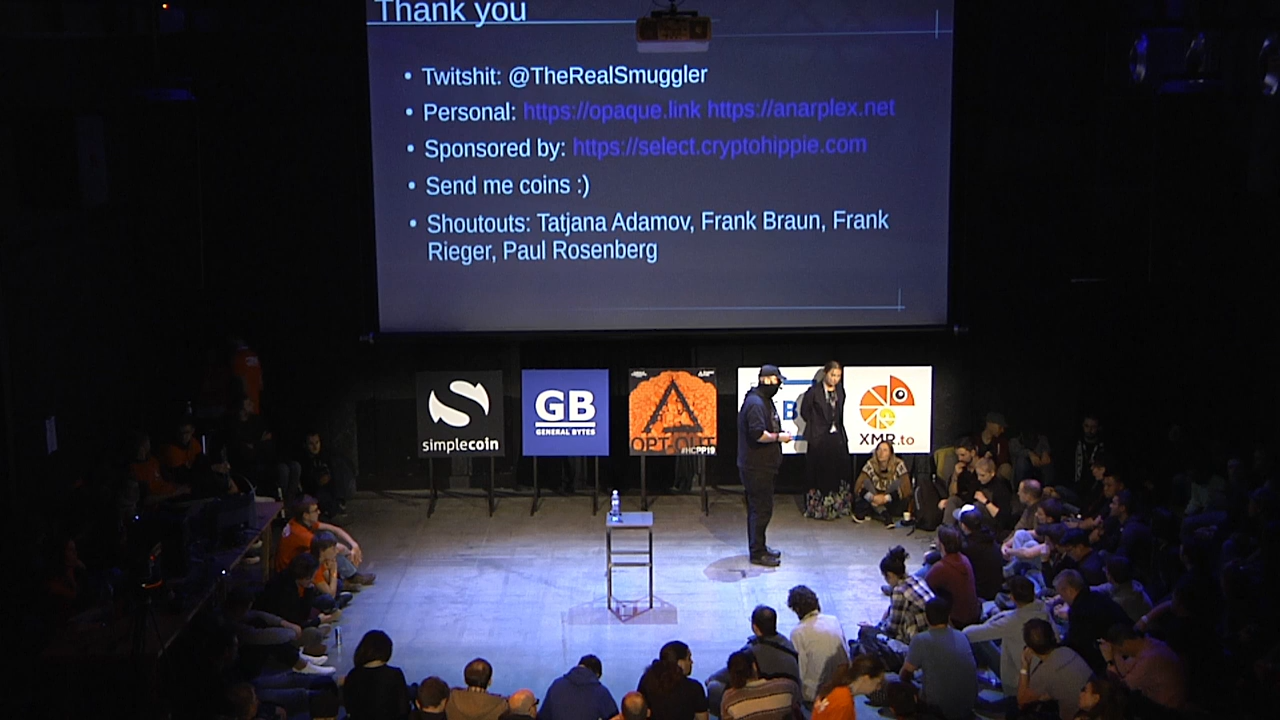 Thank you
• Twitshit: @TheRealSmuggler
• Personal: https://opaque.link https://anarplex.net
• Sponsored by: https://select.cryptohippie.com
• Send me coins :)
• Shoutouts: Tatjana Adamov, Frank Braun, Frank
Rieger, Paul Rosenberg
simplecoin
GB
GENERAL BYTES
OPT OUT
#HCPP19
B
XMR.to